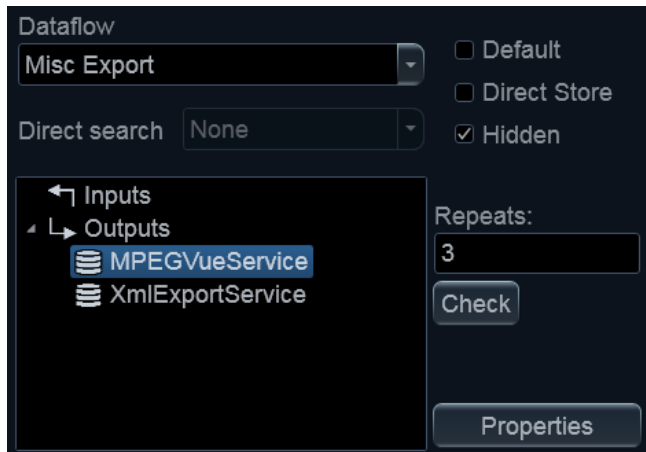 Dataflow
Misc Export
Default
Direct Store
Direct search None
Hidden
Inputs
Outputs
MPEGVueService
XmlExportService
Repeats:
3
Check
Properties